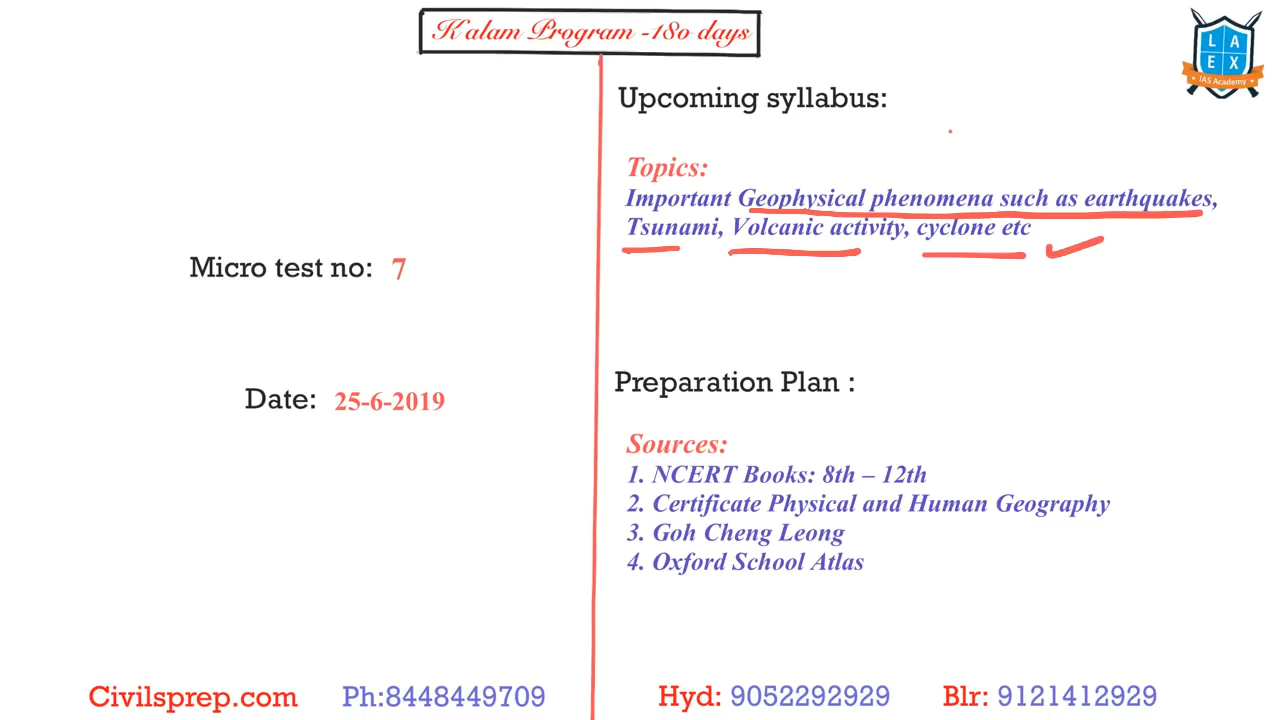 Kalam Program -180 days
L A
E X
IAS Academy
Micro test no: 7
Date: 25-6-2019
Upcoming syllabus:
Topics:
Important Geophysical phenomena such as earthquakes,
Tsunami, Volcanic activity, cyclone etc
Preparation Plan :
Sources:
1. NCERT Books: 8th – 12th
2. Certificate Physical and Human Geography
3. Goh Cheng Leong
4. Oxford School Atlas
Civilsprep.com Ph:8448449709 Hyd: 9052292929 Blr: 9121412929